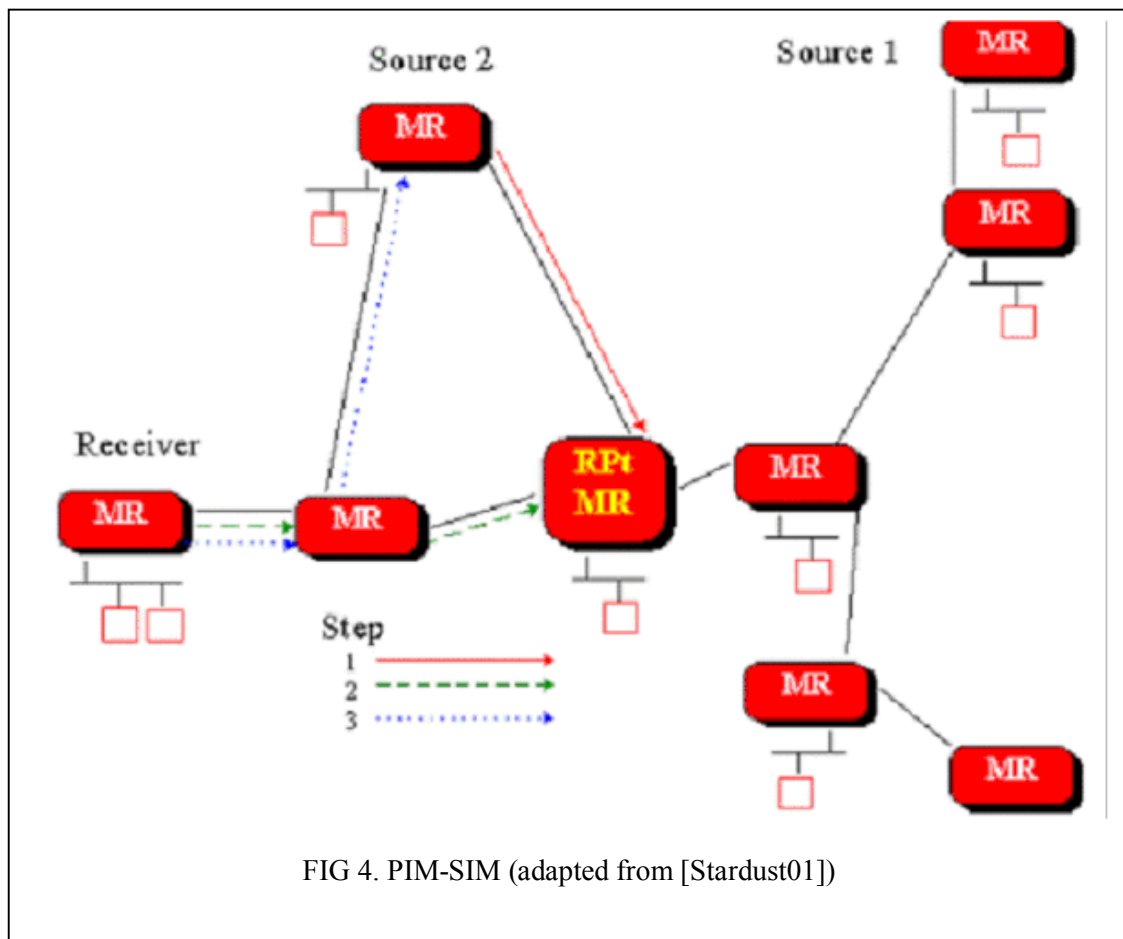 MR
Source 2
Source 1
MR
MR
Receiver
RPt
MR
MR
MR
MR
Step
1
2
3
MR
MR
FIG 4. PIM-SIM (adapted from [Stardust01])